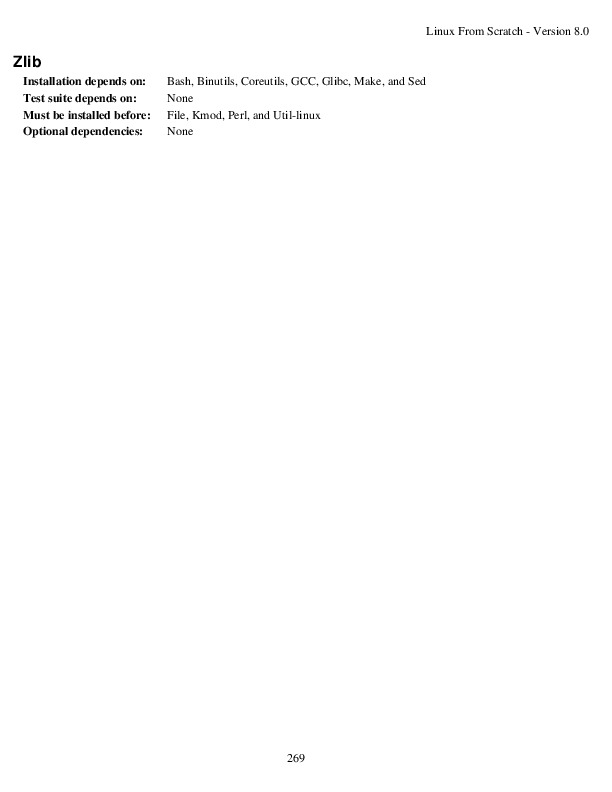 Linux From Scratch - Version 8.0
Zlib
Installation depends on: Bash, Binutils, Coreutils, GCC, Glibc, Make, and Sed
Test suite depends on: None
Must be installed before: File, Kmod, Perl, and Util-linux
Optional dependencies: None
269